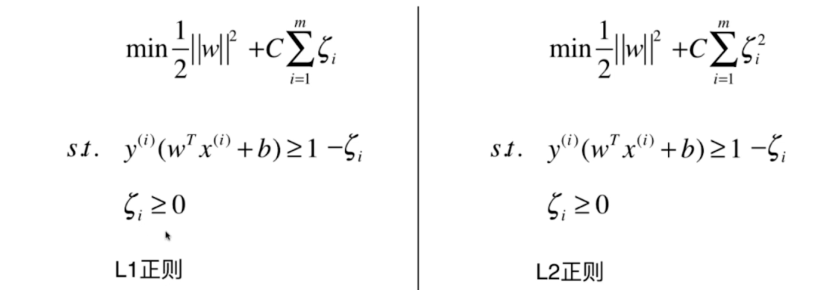 min 1/2 ||w||² + C ∑_{i=1}^{m} ζ_i
s.t. y^{(i)}(w^T x^{(i)} + b) ≥ 1 − ζ_i
ζ_i ≥ 0
L1正则
min 1/2 ||w||² + C ∑_{i=1}^{m} ζ_i²
s.t. y^{(i)}(w^T x^{(i)} + b) ≥ 1 − ζ_i
ζ_i ≥ 0
L2正则